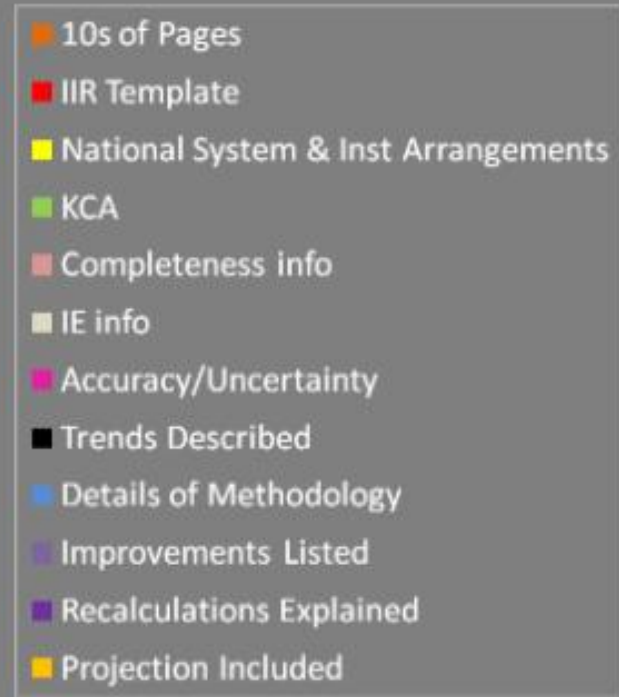 10s of Pages
IIR Template
National System & Inst Arrangements
KCA
Completeness info
IE info
Accuracy/Uncertainty
Trends Described
Details of Methodology
Improvements Listed
Recalculations Explained
Projection Included